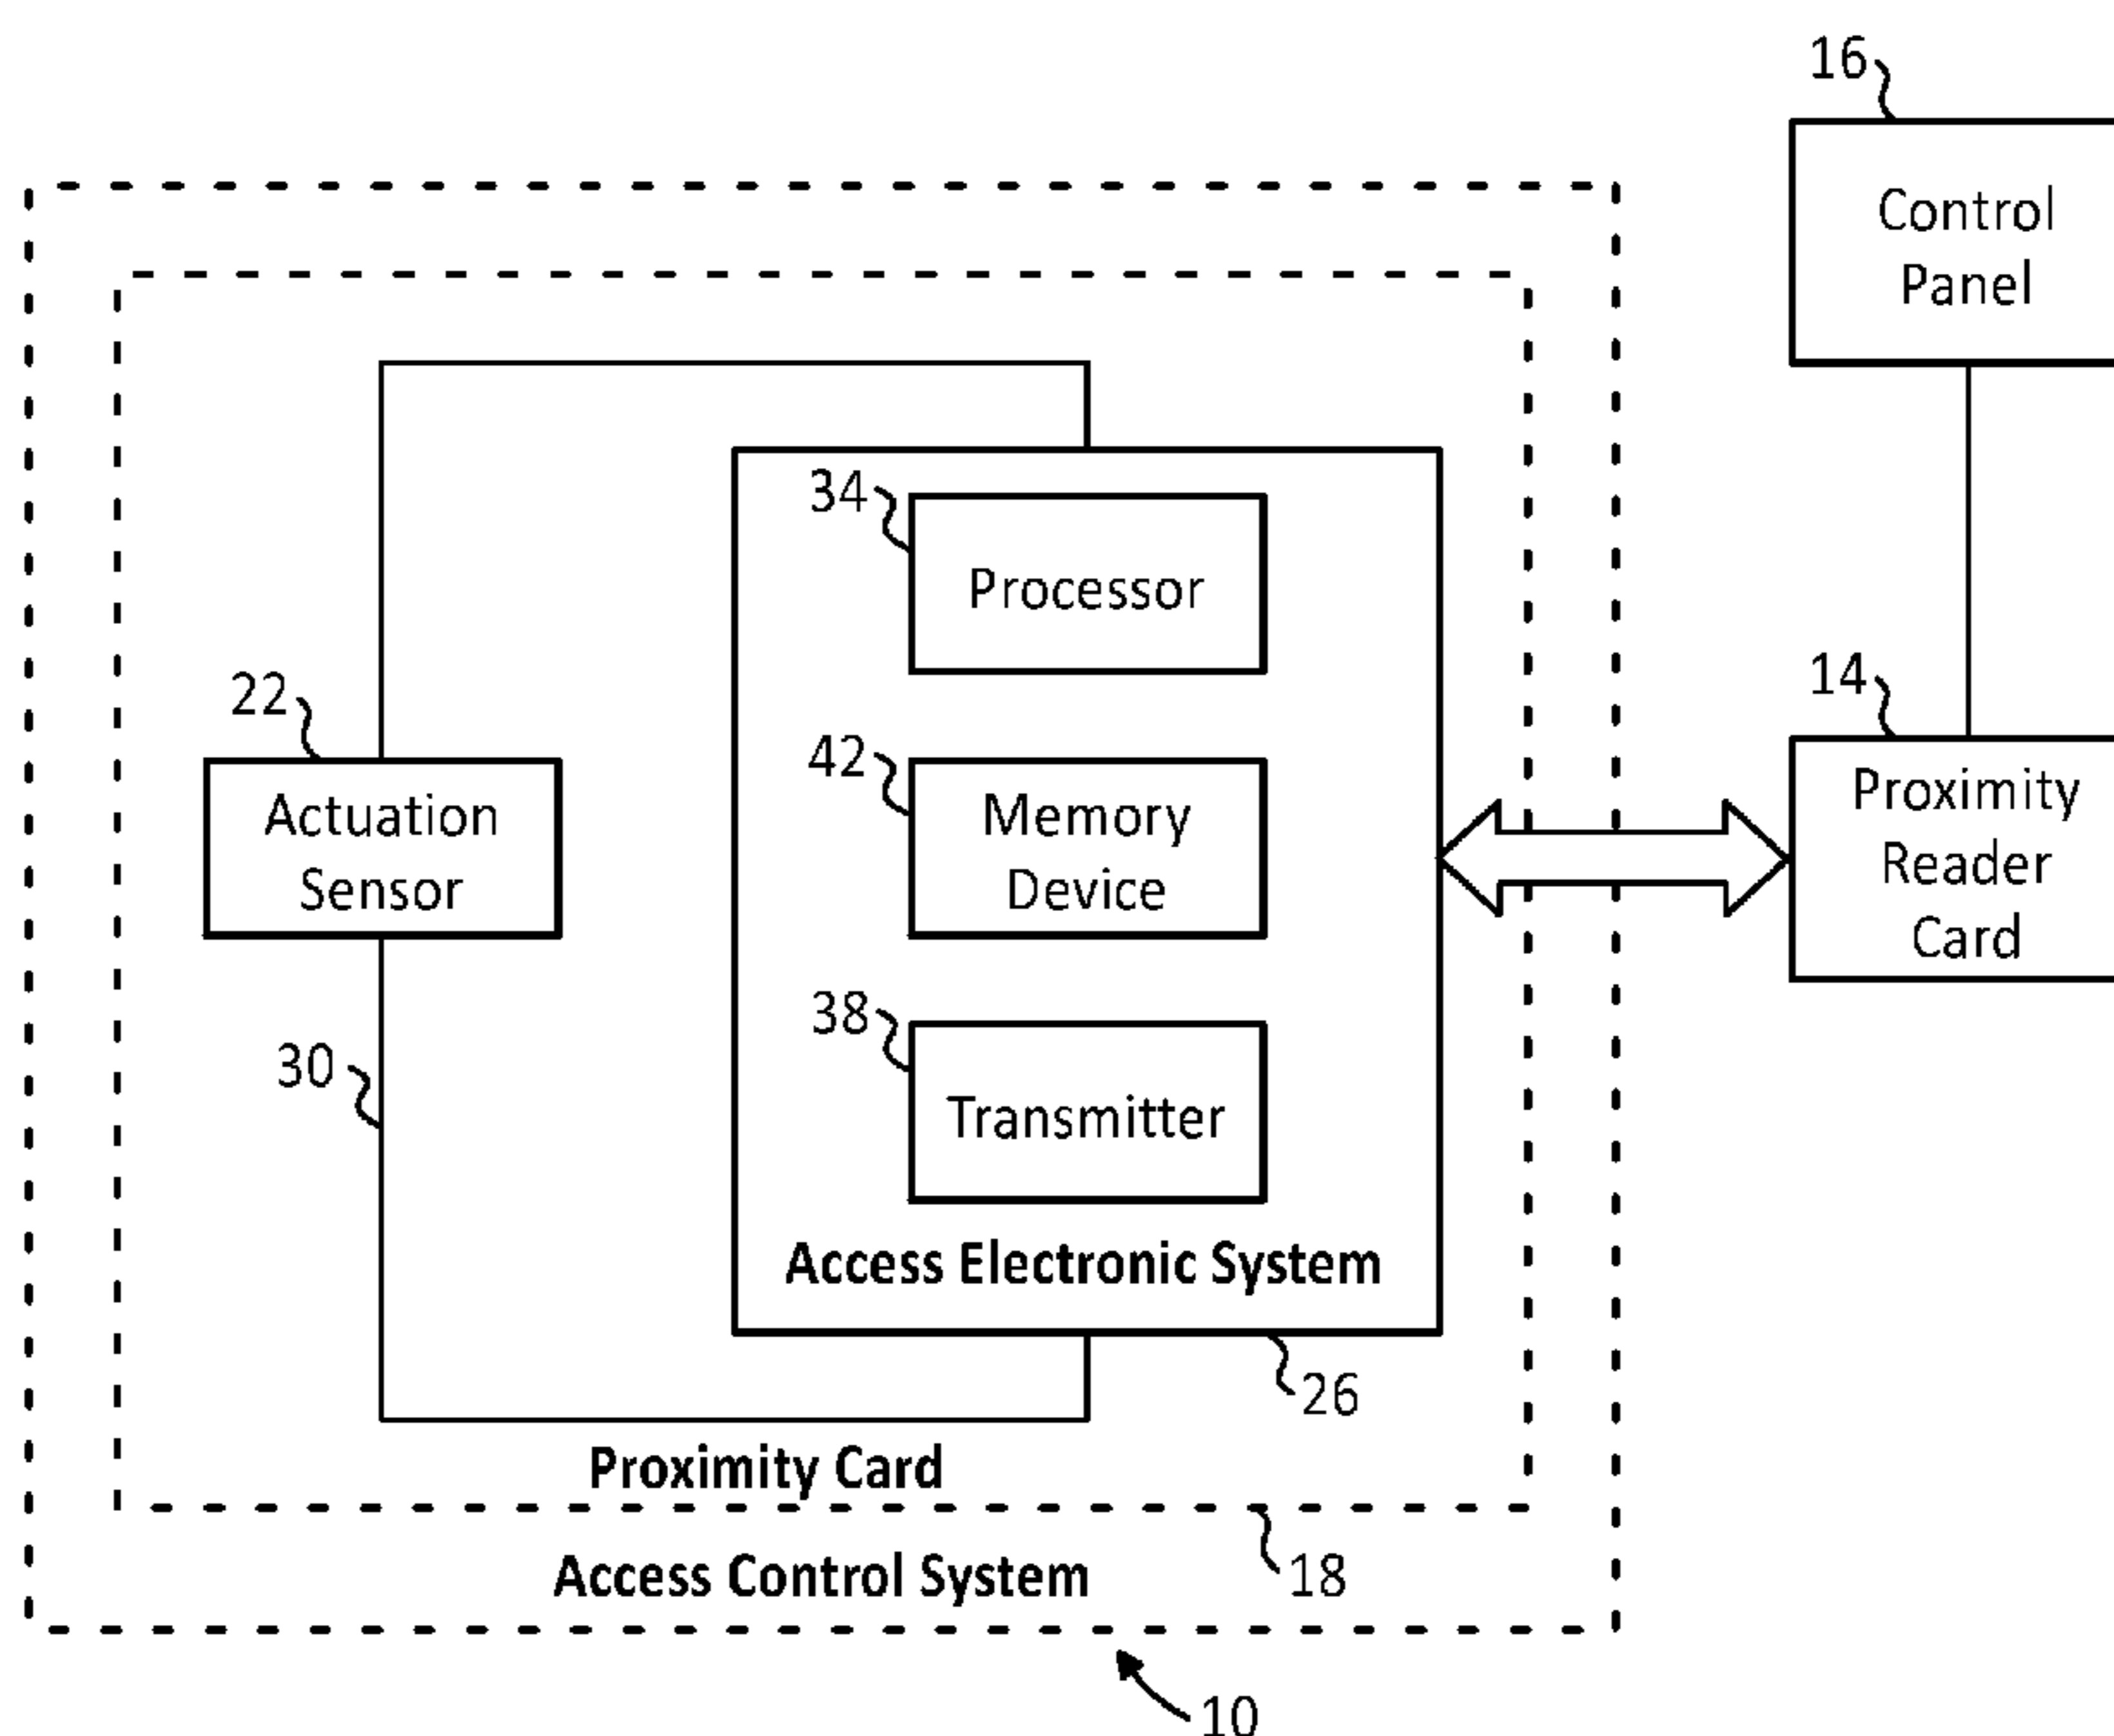 16
Control
Panel
34
Processor
22
Actuation
Sensor
42
Memory
Device
14
Proximity
Reader
Card
38
Transmitter
30
Access Electronic System
26
Proximity Card
18
Access Control System
10